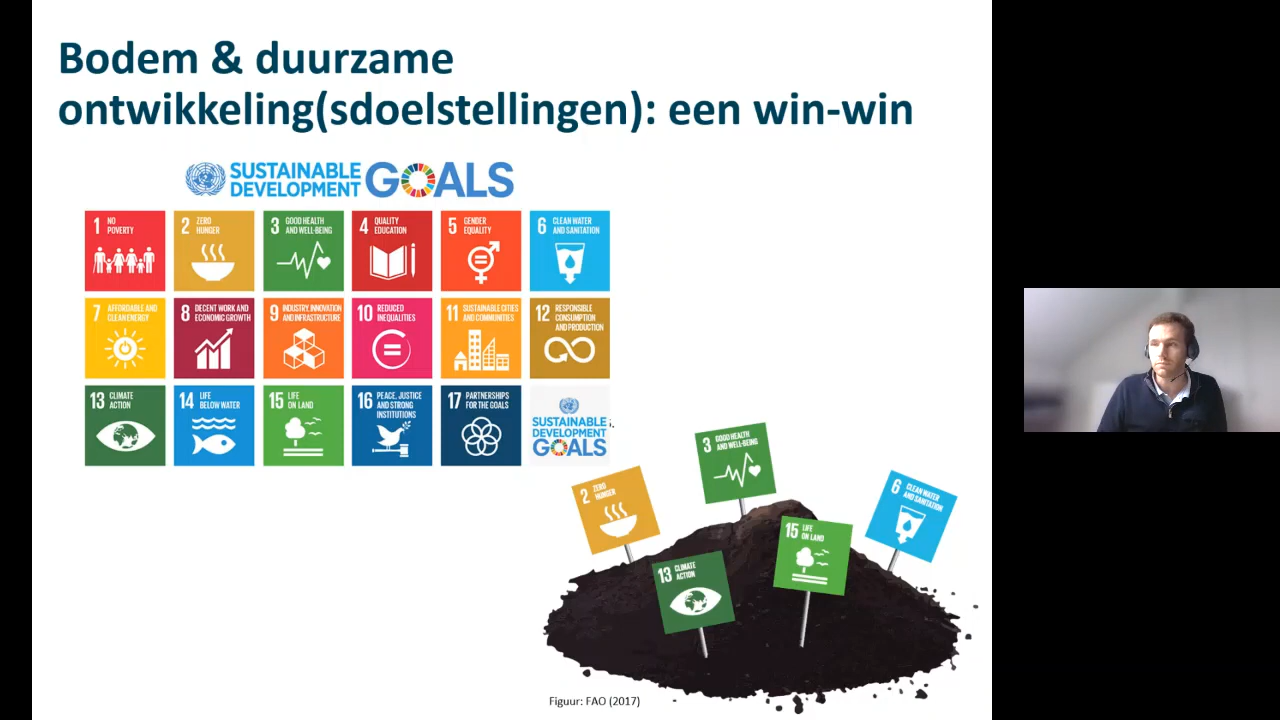 Bodem & duurzame
ontwikkeling(sdoelstellingen): een win-win
SUSTAINABLE
DEVELOPMENT
GOALS
1 NO
POVERTY
2 ZERO
HUNGER
3 GOOD HEALTH
AND WELL-BEING
4 QUALITY
EDUCATION
5 GENDER
EQUALITY
6 CLEAN WATER
AND SANITATION
7 AFFORDABLE AND
CLEAN ENERGY
8 DECENT WORK AND
ECONOMIC GROWTH
9 INDUSTRY, INNOVATION
AND INFRASTRUCTURE
10 REDUCED
INEQUALITIES
11 SUSTAINABLE CITIES
AND COMMUNITIES
12 RESPONSIBLE
CONSUMPTION
AND PRODUCTION
13 CLIMATE
ACTION
14 LIFE
BELOW WATER
15 LIFE
ON LAND
16 PEACE, JUSTICE
AND STRONG
INSTITUTIONS
17 PARTNERSHIPS
FOR THE GOALS
SUSTAINABLE
DEVELOPMENT
GOALS
3 GOOD HEALTH
AND WELL-BEING
2 ZERO
HUNGER
6 CLEAN WATER
AND SANITATION
15 LIFE
ON LAND
13 CLIMATE
ACTION
Figuur: FAO (2017)